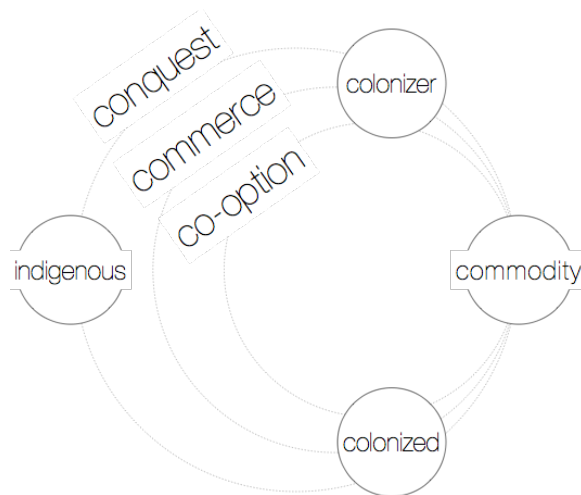 conquest
commerce
co-option
colonizer
indigenous
commodity
colonized